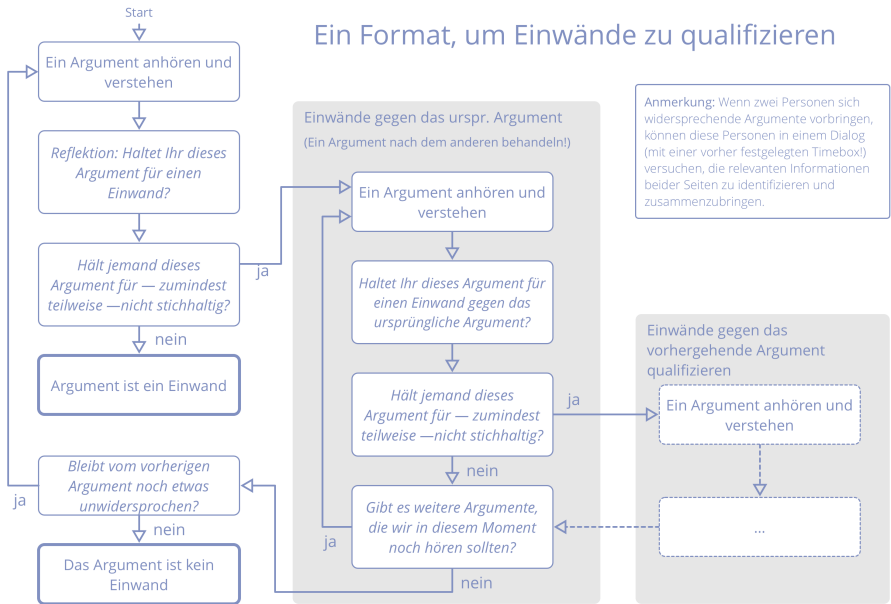 Ein Format, um Einwände zu qualifizieren
Start
Ein Argument anhören und
verstehen
Reflektion: Haltet Ihr dieses
Argument für einen
Einwand?
Hält jemand dieses
Argument für — zumindest
teilweise —nicht stichhaltig?
ja
nein
Argument ist ein Einwand
Bleibt vom vorherigen
Argument noch etwas
unwidersprochen?
ja
nein
Das Argument ist kein
Einwand
Einwände gegen das urspr. Argument
(Ein Argument nach dem anderen behandeln!)
Ein Argument anhören und
verstehen
Haltet Ihr dieses Argument für
einen Einwand gegen das
ursprüngliche Argument?
Hält jemand dieses
Argument für — zumindest
teilweise —nicht stichhaltig?
ja
nein
Gibt es weitere Argumente,
die wir in diesem Moment
noch hören sollten?
ja
nein
Anmerkung: Wenn zwei Personen sich
widersprechende Argumente vorbringen,
können diese Personen in einem Dialog
(mit einer vorher festgelegten Timebox!)
versuchen, die relevanten Informationen
beider Seiten zu identifizieren und
zusammenzubringen.
Einwände gegen das
vorhergehende Argument
qualifizieren
Ein Argument anhören und
verstehen
...